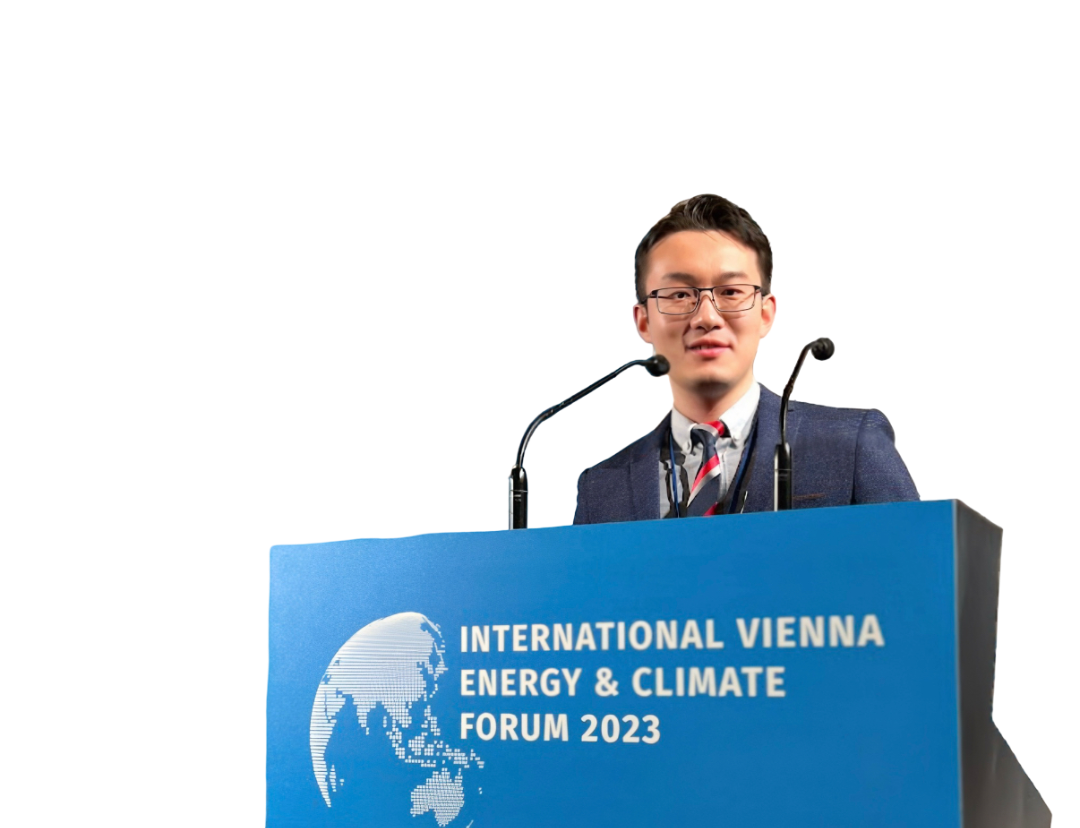 INTERNATIONAL VIENNA
ENERGY & CLIMATE
FORUM 2023